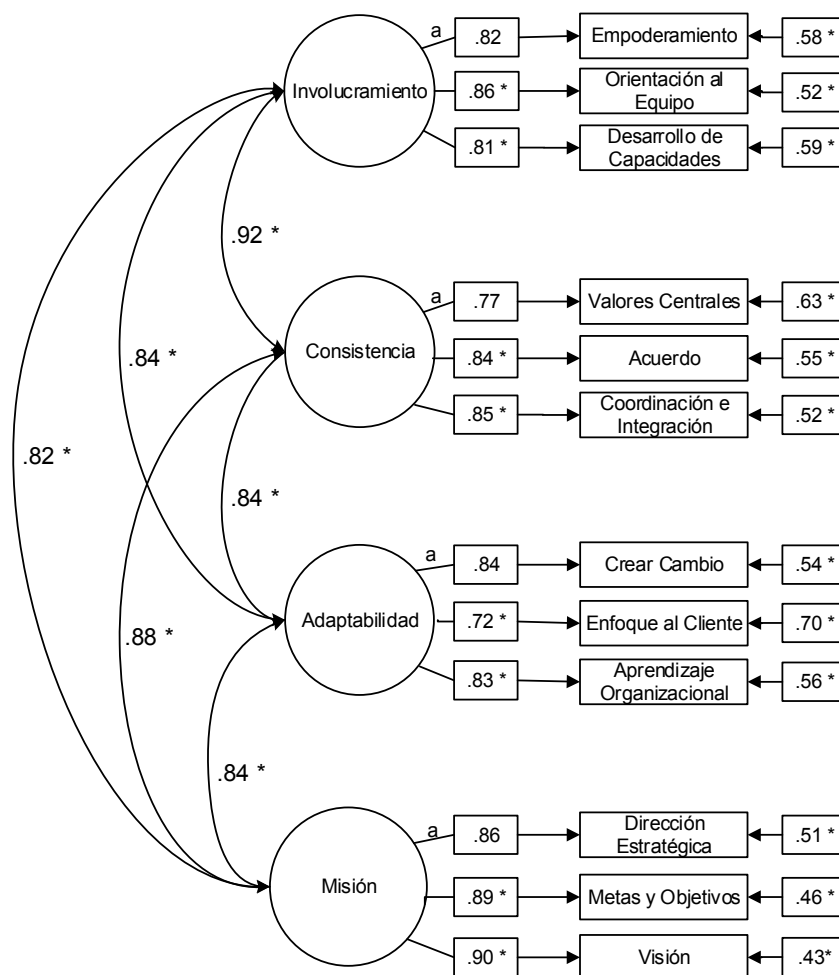 a .82 Empoderamiento .58 *
Involucramiento .86 * Orientación al
Equipo .52 *
.81 * Desarrollo de
Capacidades .59 *
.92 *
a .77 Valores Centrales .63 *
Consistencia .84 * Acuerdo .55 *
.84 *
.85 * Coordinación e
Integración .52 *
.82 *
.84 *
a .84 Crear Cambio .54 *
Adaptabilidad .72 * Enfoque al Cliente .70 *
.88 *
.83 * Aprendizaje
Organizacional .56 *
.84 *
a .86 Dirección
Estratégica .51 *
Misión .89 * Metas y Objetivos .46 *
.90 * Visión .43*